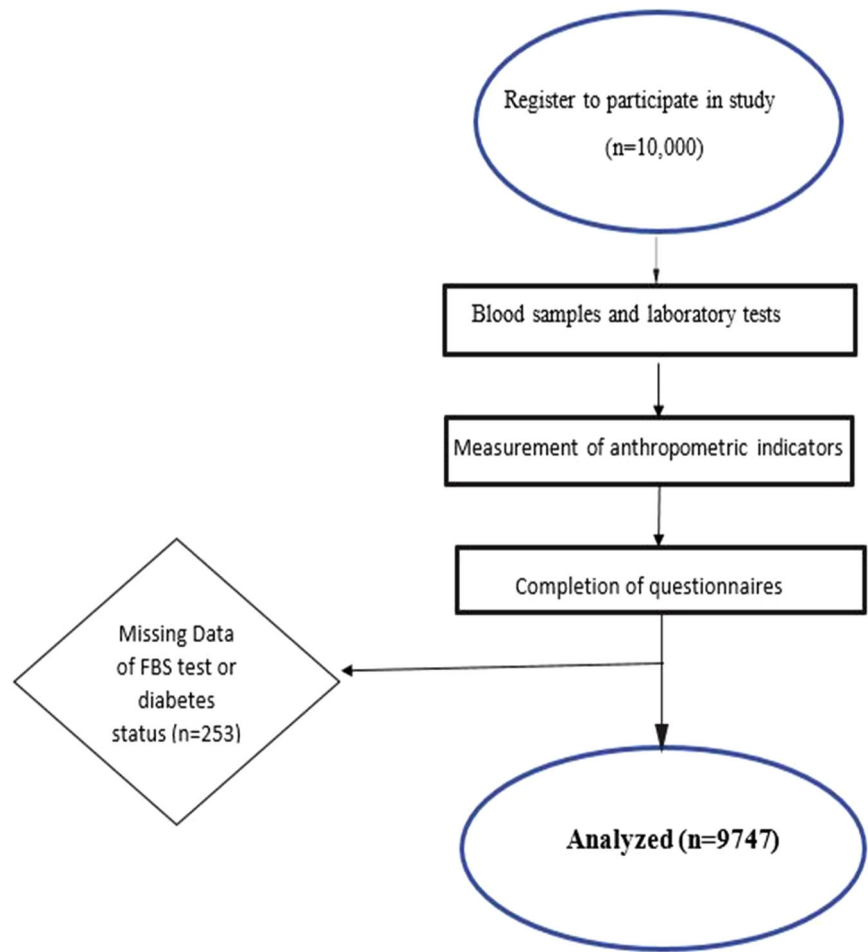 Register to participate in study
(n=10,000)
Blood samples and laboratory tests
Measurement of anthropometric indicators
Completion of questionnaires
Missing Data
of FBS test or
diabetes
status (n=253)
Analyzed (n=9747)